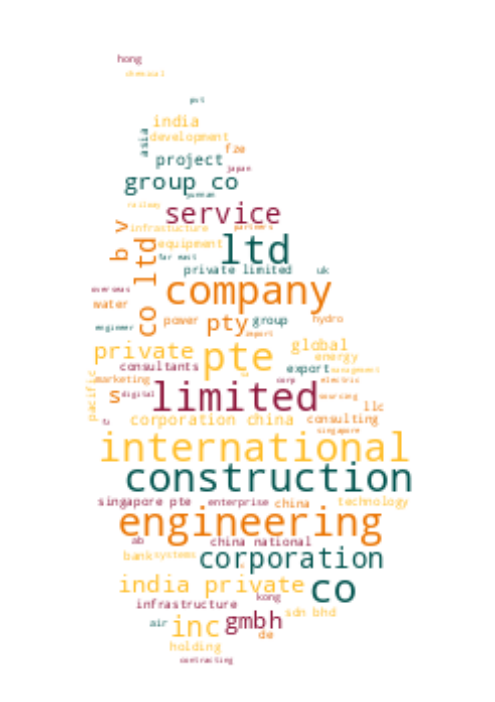 hong
chemical
pvt
india
asia
development
fze
project
japan
group co
yunnan
railway
service
b v
infrastucture
partners
co ltd
equipment
ltd
far east
private limited
uk
overseas
company
water
engineer
power
pty
group
hydro
import
private
pte
global
energy
consultants
export
management
pacific
marketing
corp
electric
s
digital
limited
sourcing
llc
corporation china
consulting
singapore
international
construction
singapore pte
enterprise
china
technology
engineering
ab
china national
bank
systems
corporation
india private
co
kong
infrastructure
sdn bhd
air
inc
gmbh
de
holding
contracting